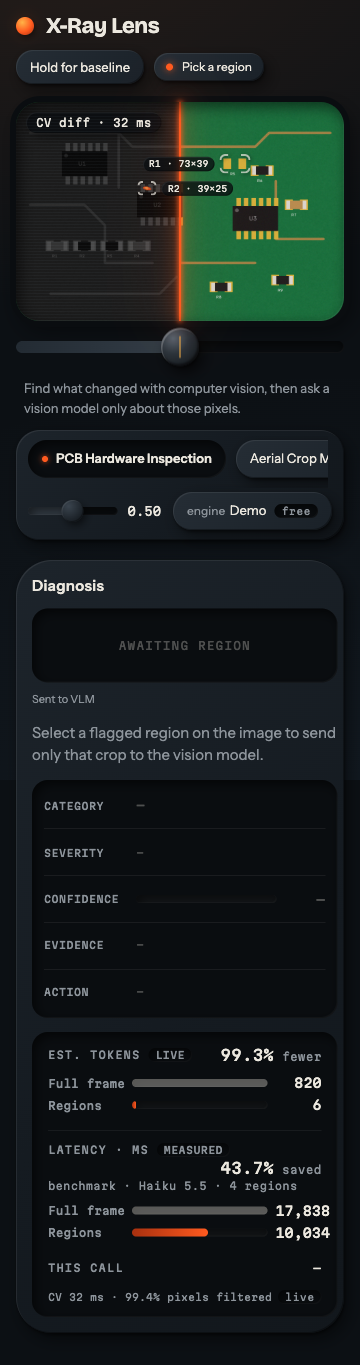 X-Ray Lens
Hold for baseline
Pick a region
CV diff · 32 ms
R1 · 73×39
R2 · 39×25
U1
U2
U3
Find what changed with computer vision, then ask a
vision model only about those pixels.
PCB Hardware Inspection
Aerial Crop M
0.50
engine Demo free
Diagnosis
AWAITING REGION
Sent to VLM
Select a flagged region on the image to send
only that crop to the vision model.
CATEGORY —
SEVERITY —
CONFIDENCE —
EVIDENCE —
ACTION —
EST. TOKENS LIVE 99.3% fewer
Full frame 820
Regions 6
LATENCY · MS MEASURED
43.7% saved
benchmark · Haiku 5.5 · 4 regions
Full frame 17,838
Regions 10,034
THIS CALL —
CV 32 ms · 99.4% pixels filtered live